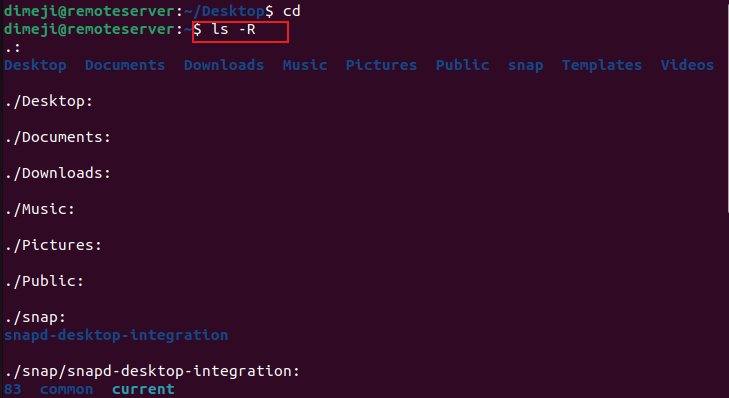 dimeji@remoteserver:~/Desktop$ cd
dimeji@remoteserver:~$ ls -R
.:
Desktop  Documents  Downloads  Music  Pictures  Public  snap  Templates  Videos
./Desktop:
./Documents:
./Downloads:
./Music:
./Pictures:
./Public:
./snap:
snapd-desktop-integration
./snap/snapd-desktop-integration:
83  common  current